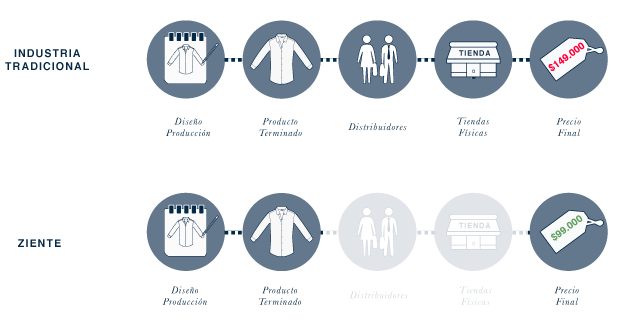 INDUSTRIA
TRADICIONAL
TIENDA
$149.000
Diseño
Producción
Producto
Terminado
Distribuidores
Tiendas
Físicas
Precio
Final
ZIENTE
TIENDA
$99.000
Diseño
Producción
Producto
Terminado
Distribuidores
Tiendas
Físicas
Precio
Final